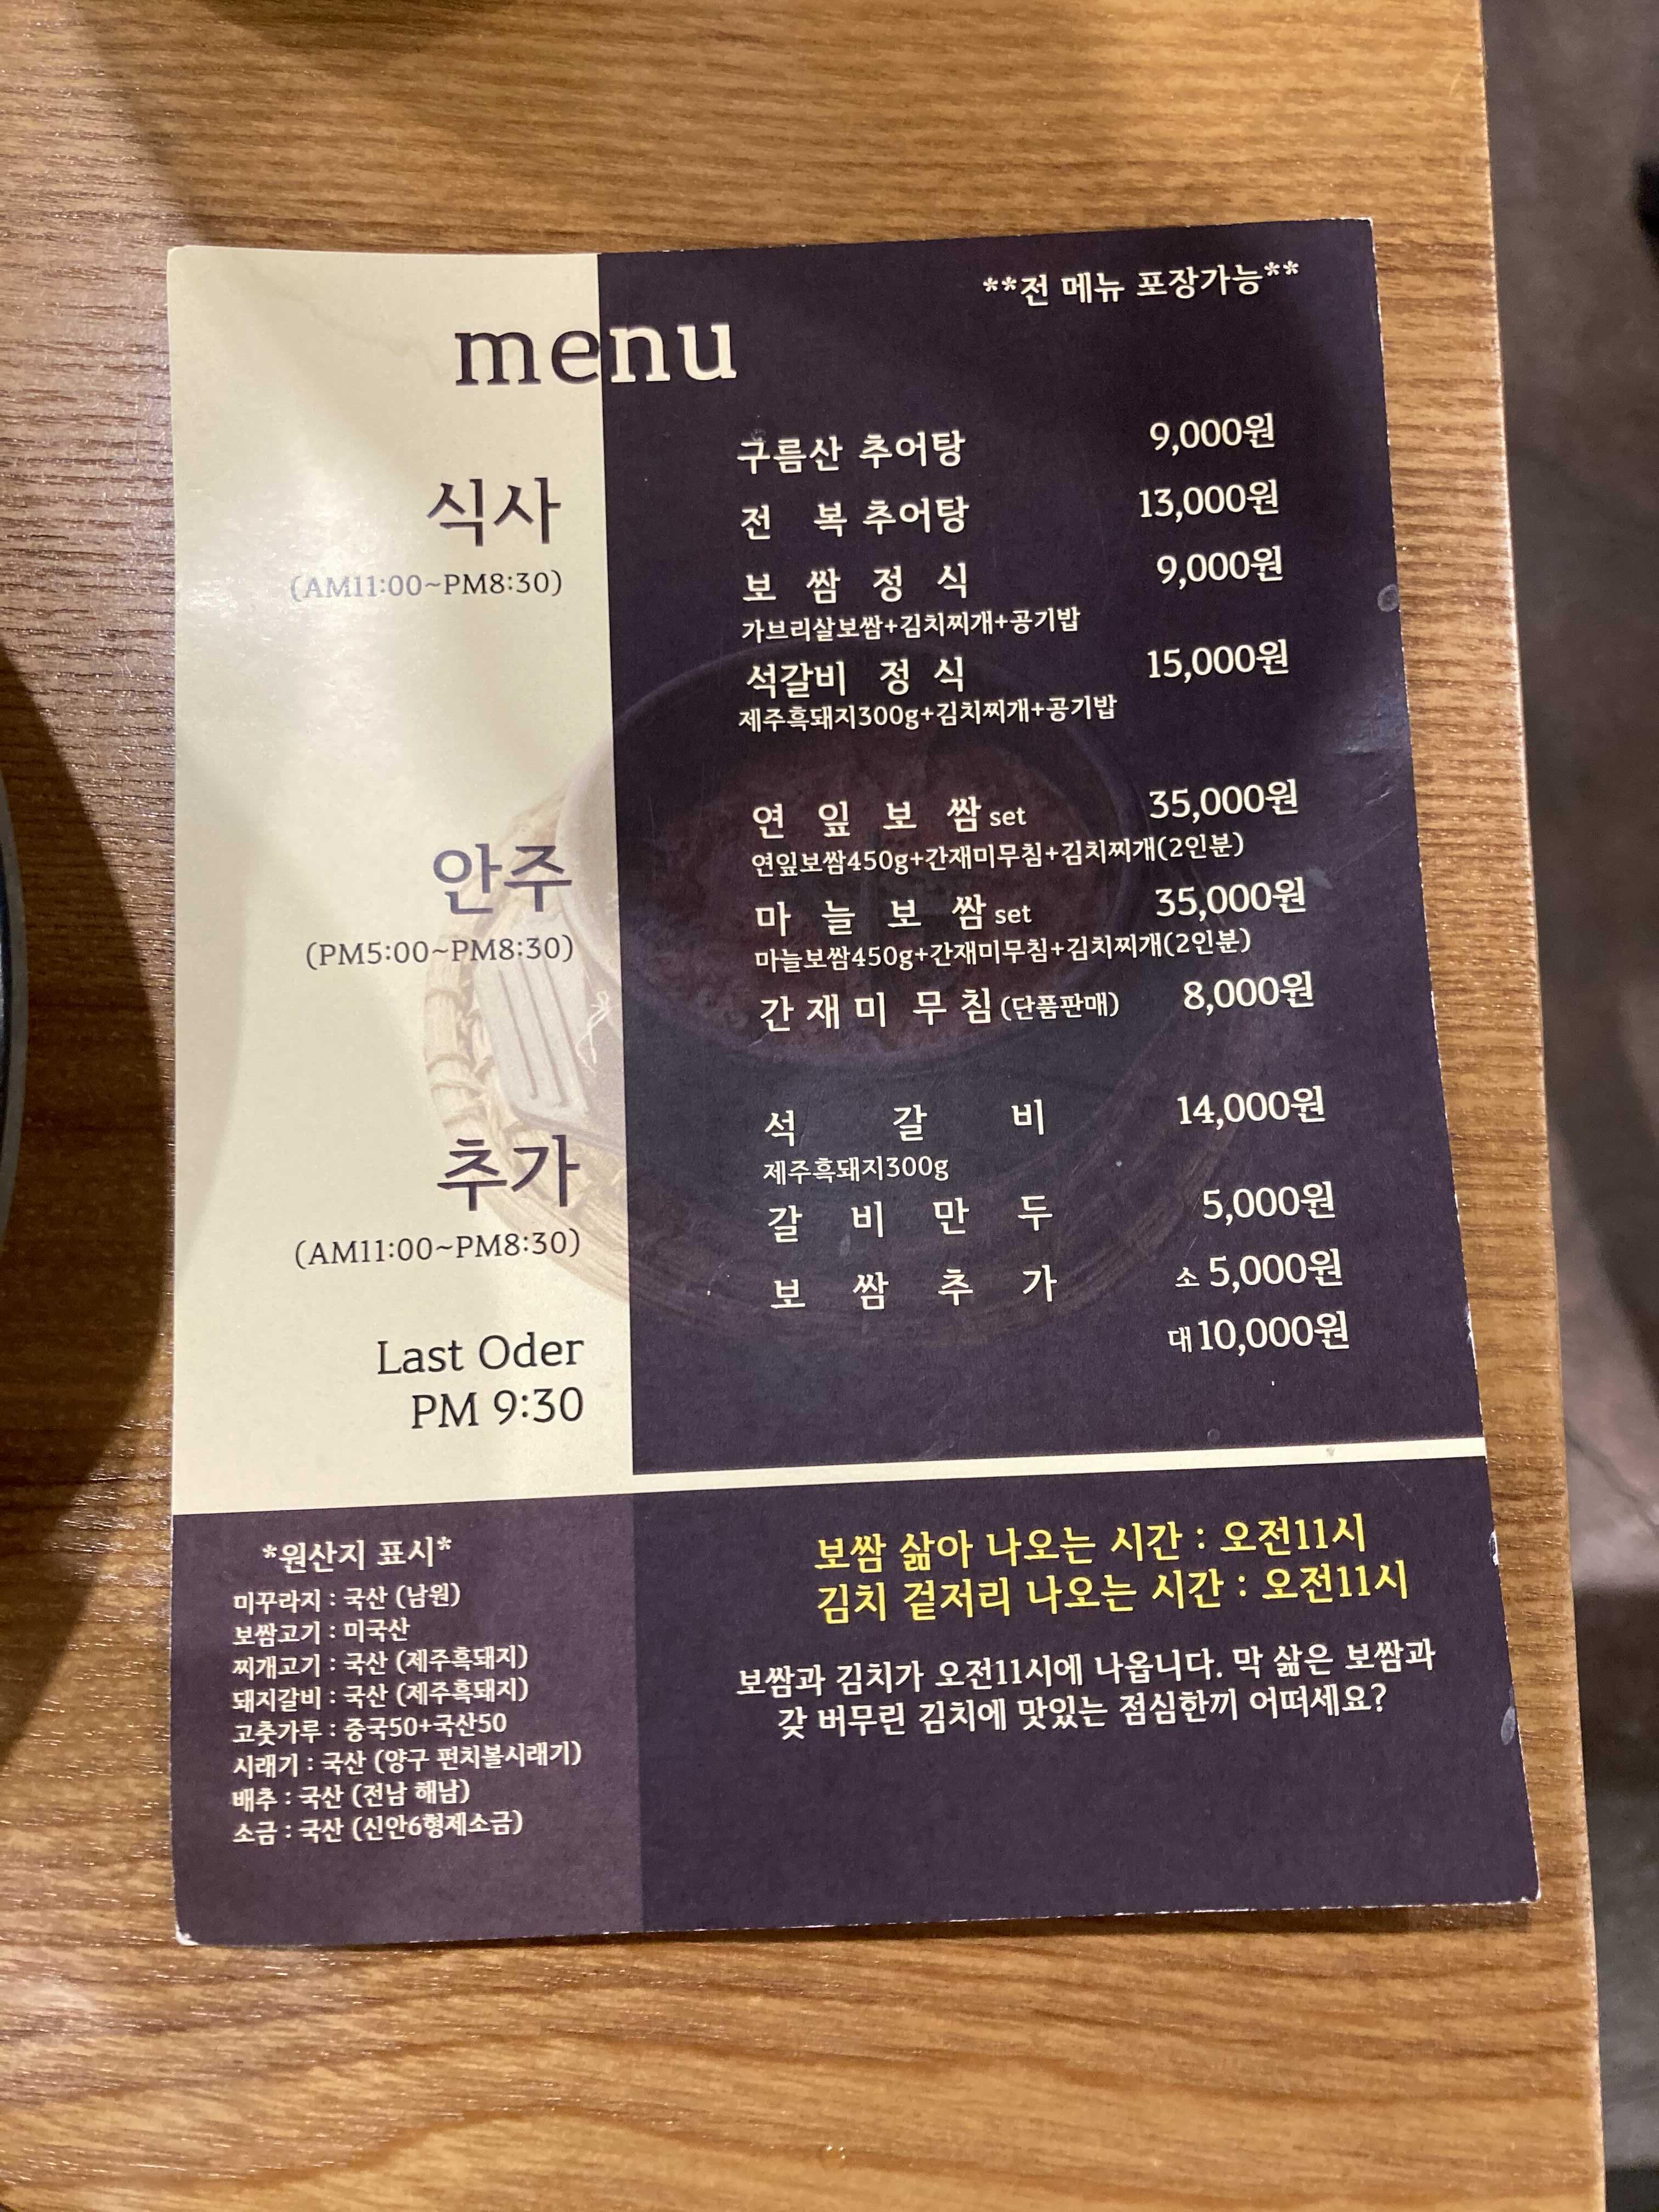 **전 메뉴 포장가능**
menu
식사
(AM11:00~PM8:30)
구름산 추어탕 9,000원
전 복 추어탕 13,000원
보 쌈 정 식 9,000원
가브리살보쌈+김치찌개+공기밥
석갈비 정 식 15,000원
제주흑돼지300g+김치찌개+공기밥
안주
(PM5:00~PM8:30)
연 잎 보 쌈 set 35,000원
연잎보쌈450g+간재미무침+김치찌개(2인분)
마 늘 보 쌈 set 35,000원
마늘보쌈450g+간재미무침+김치찌개(2인분)
간 재 미 무 침 (단품판매) 8,000원
추가
(AM11:00~PM8:30)
석 갈 비 14,000원
제주흑돼지300g
갈 비 만 두 5,000원
보 쌈 추 가 소 5,000원
대 10,000원
Last Oder
PM 9:30
*원산지 표시*
미꾸라지 : 국산 (남원)
보쌈고기 : 미국산
찌개고기 : 국산 (제주흑돼지)
돼지갈비 : 국산 (제주흑돼지)
고춧가루 : 중국50+국산50
시래기 : 국산 (양구 펀치볼시래기)
배추 : 국산 (전남 해남)
소금 : 국산 (신안6형제소금)
보쌈 삶아 나오는 시간 : 오전11시
김치 겉저리 나오는 시간 : 오전11시
보쌈과 김치가 오전11시에 나옵니다. 막 삶은 보쌈과
갖 버무린 김치에 맛있는 점심한끼 어떠세요?